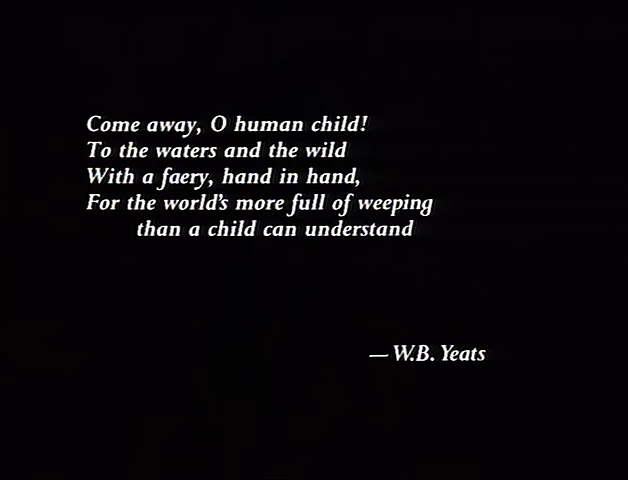 Come away, O human child!
To the waters and the wild
With a faery, hand in hand,
For the world's more full of weeping
than a child can understand
— W.B. Yeats